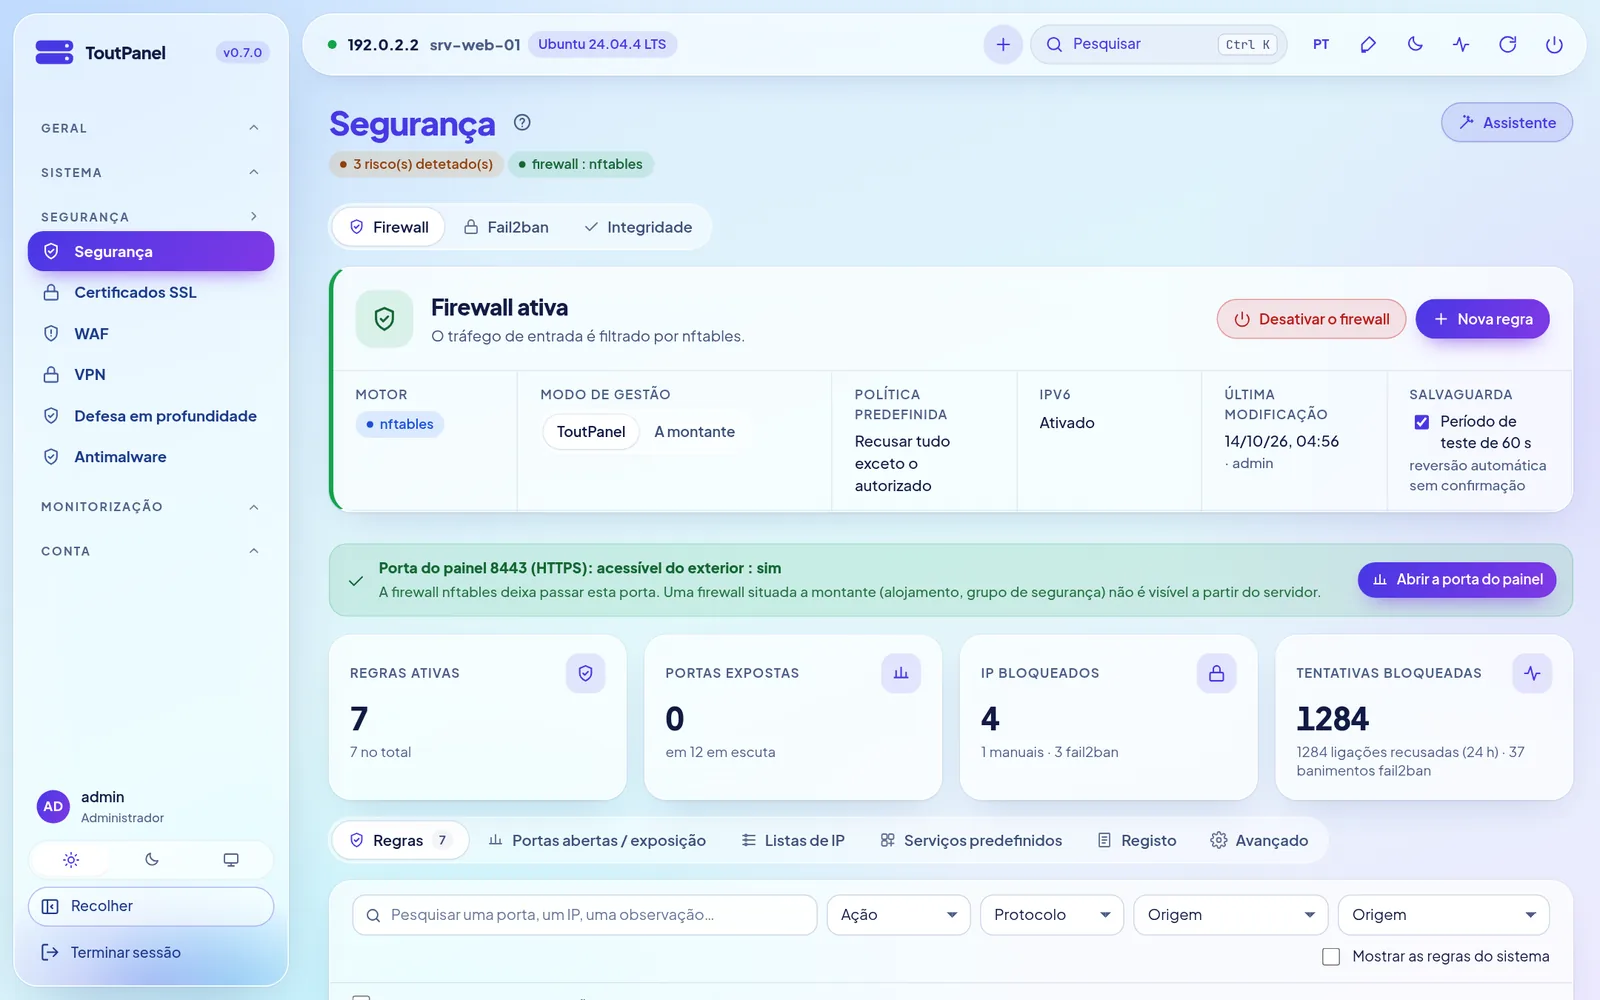 ToutPanel
v0.7.0
GERAL
SISTEMA
SEGURANÇA
Segurança
Certificados SSL
WAF
VPN
Defesa em profundidade
Antimalware
MONITORIZAÇÃO
CONTA
AD
admin
Administrador
Recolher
Terminar sessão
192.0.2.2 srv-web-01 Ubuntu 24.04.4 LTS
Pesquisar
Ctrl K
PT
Segurança
Assistente
3 risco(s) detetado(s)
firewall : nftables
Firewall
Fail2ban
Integridade
Firewall ativa
O tráfego de entrada é filtrado por nftables.
Desativar o firewall
Nova regra
MOTOR
nftables
MODO DE GESTÃO
ToutPanel
A montante
POLÍTICA
PREDEFINIDA
Recusar tudo
exceto o
autorizado
IPV6
Ativado
ÚLTIMA
MODIFICAÇÃO
14/10/26, 04:56
· admin
SALVAGUARDA
Período de
teste de 60 s
reversão automática
sem confirmação
Porta do painel 8443 (HTTPS): acessível do exterior : sim
A firewall nftables deixa passar esta porta. Uma firewall situada a montante (alojamento, grupo de segurança) não é visível a partir do servidor.
Abrir a porta do painel
REGRAS ATIVAS
7
7 no total
PORTAS EXPOSTAS
0
em 12 em escuta
IP BLOQUEADOS
4
1 manuais · 3 fail2ban
TENTATIVAS BLOQUEADAS
1284
1284 ligações recusadas (24 h) · 37
banimentos fail2ban
Regras 7
Portas abertas / exposição
Listas de IP
Serviços predefinidos
Registo
Avançado
Pesquisar uma porta, um IP, uma observação...
Ação
Protocolo
Origem
Origem
Mostrar as regras do sistema